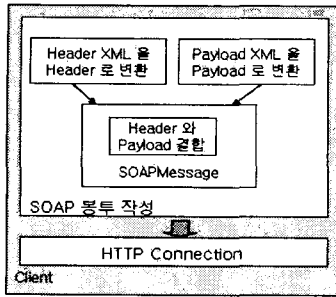 Header XML 을
Header 로 변환
Payload XML 을
Payload 로 변환
Header 와
Payload 결합
SOAPMessage
SOAP 봉투 작성
HTTP Connection
Client